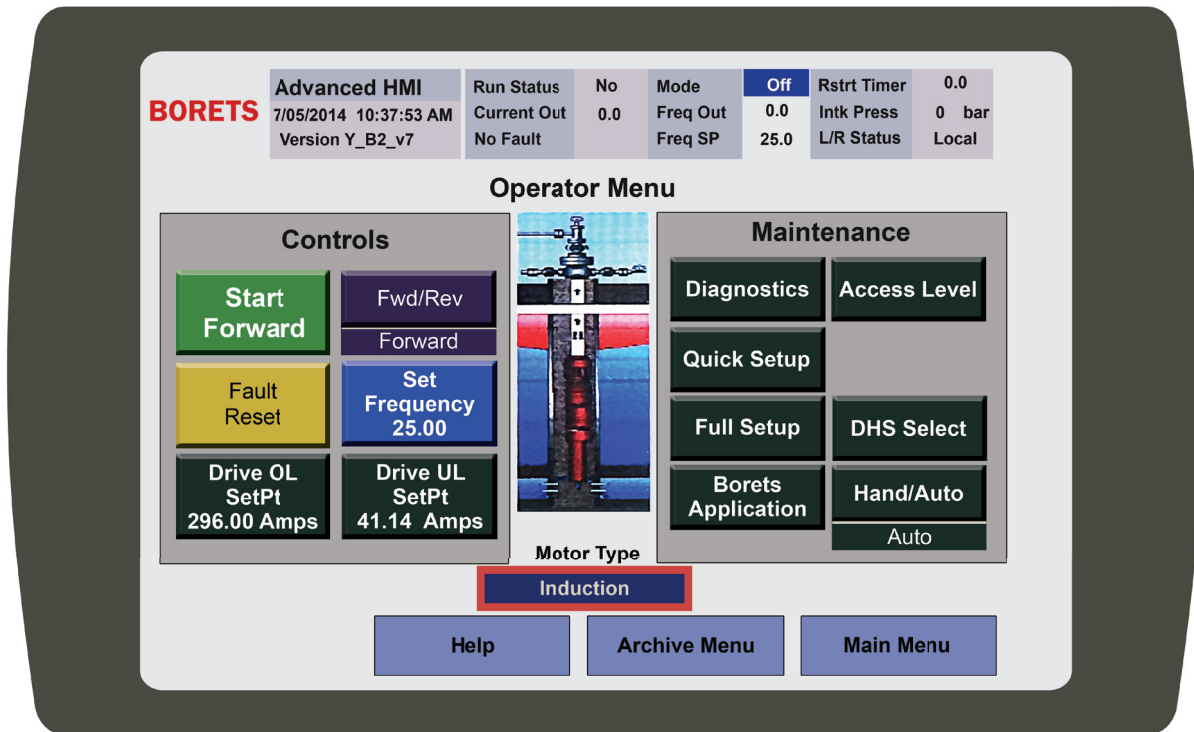 BORETS
Advanced HMI
7/05/2014 10:37:53 AM
Version Y_B2_v7
Run Status No
Current Out 0.0
No Fault
Mode Off
Freq Out 0.0
Freq SP 25.0
Rstrt Timer 0.0
Intk Press 0 bar
L/R Status Local
Operator Menu
Controls
Start
Forward
Fwd/Rev
Forward
Fault
Reset
Set
Frequency
25.00
Drive OL
SetPt
296.00 Amps
Drive UL
SetPt
41.14 Amps
Maintenance
Diagnostics
Access Level
Quick Setup
Full Setup
DHS Select
Borets
Application
Hand/Auto
Auto
Motor Type
Induction
Help
Archive Menu
Main Menu